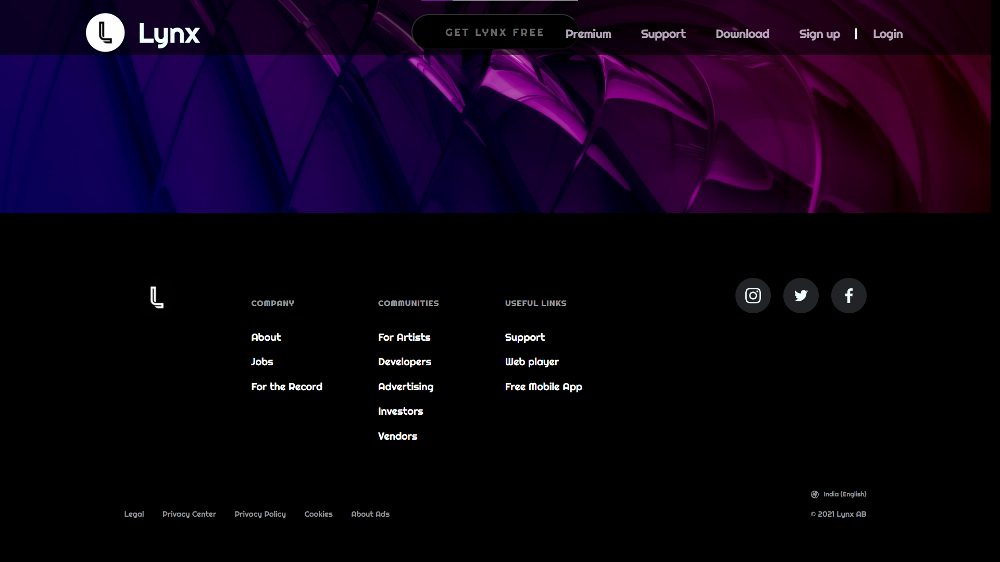 Lynx
GET LYNX FREE
Premium Support Download Sign up | Login
COMPANY
About
Jobs
For the Record
COMMUNITIES
For Artists
Developers
Advertising
Investors
Vendors
USEFUL LINKS
Support
Web player
Free Mobile App
India (English)
Legal Privacy Center Privacy Policy Cookies About Ads
© 2021 Lynx AB